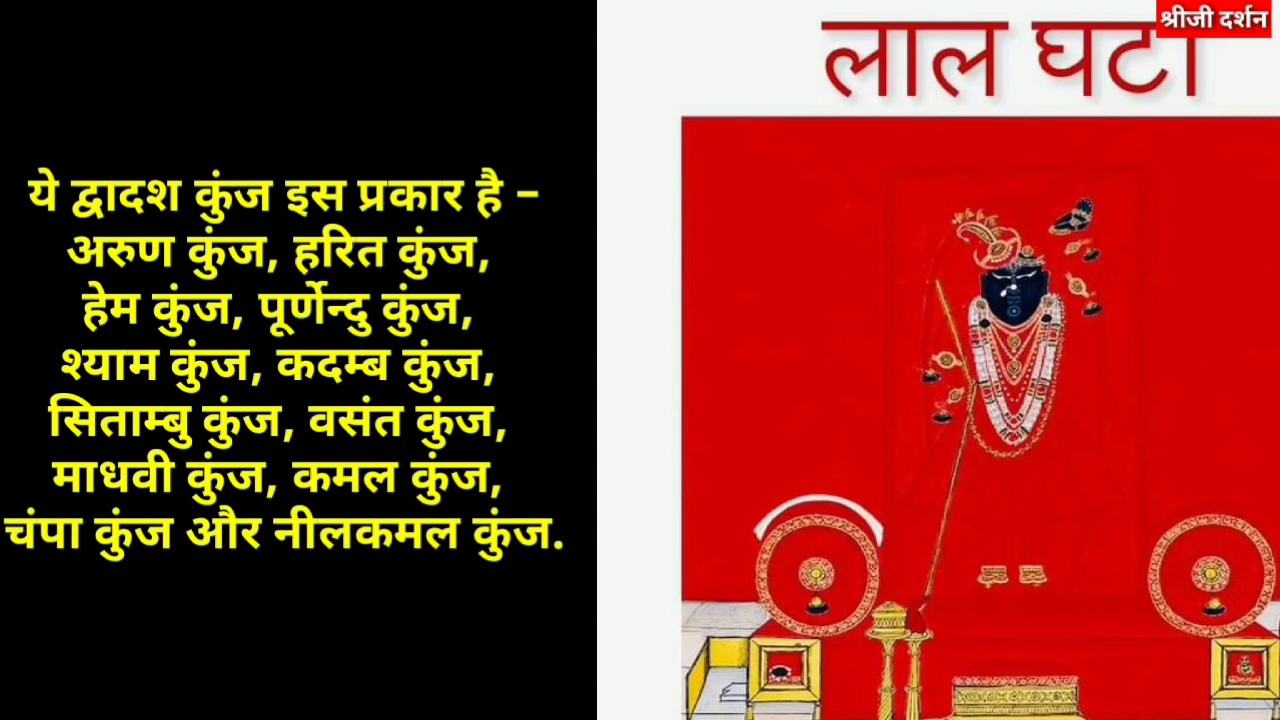 ये द्वादश कुंज इस प्रकार है –
अरुण कुंज, हरित कुंज,
हेम कुंज, पूर्णेन्दु कुंज,
श्याम कुंज, कदम्ब कुंज,
सिताम्बु कुंज, वसंत कुंज,
माधवी कुंज, कमल कुंज,
चंपा कुंज और नीलकमल कुंज.
श्रीजी दर्शन
लाल घटा